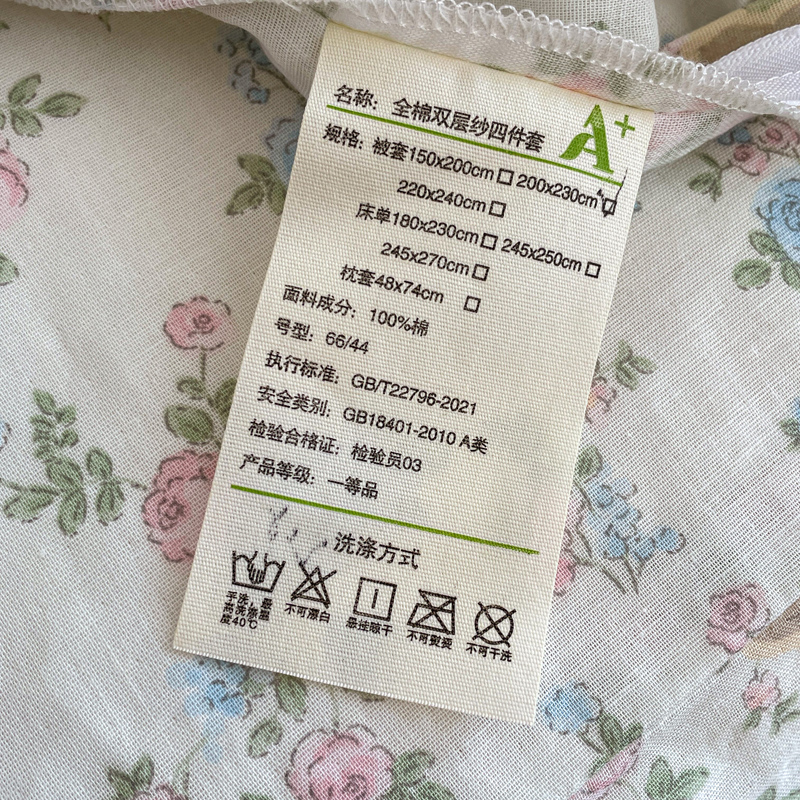 A+
名称：全棉双层纱四件套
规格：被套150x200cm□ 200x230cm□
220x240cm□
床单180x230cm□ 245x250cm□
245x270cm□
枕套48x74cm □
面料成分：100%棉
号型：66/44
执行标准：GB/T22796-2021
安全类别：GB18401-2010 A类
检验合格证：检验员03
产品等级：一等品
洗涤方式
手洗，最
高洗涤温
度40℃
不可漂白
悬挂晾干
不可熨烫
不可干洗